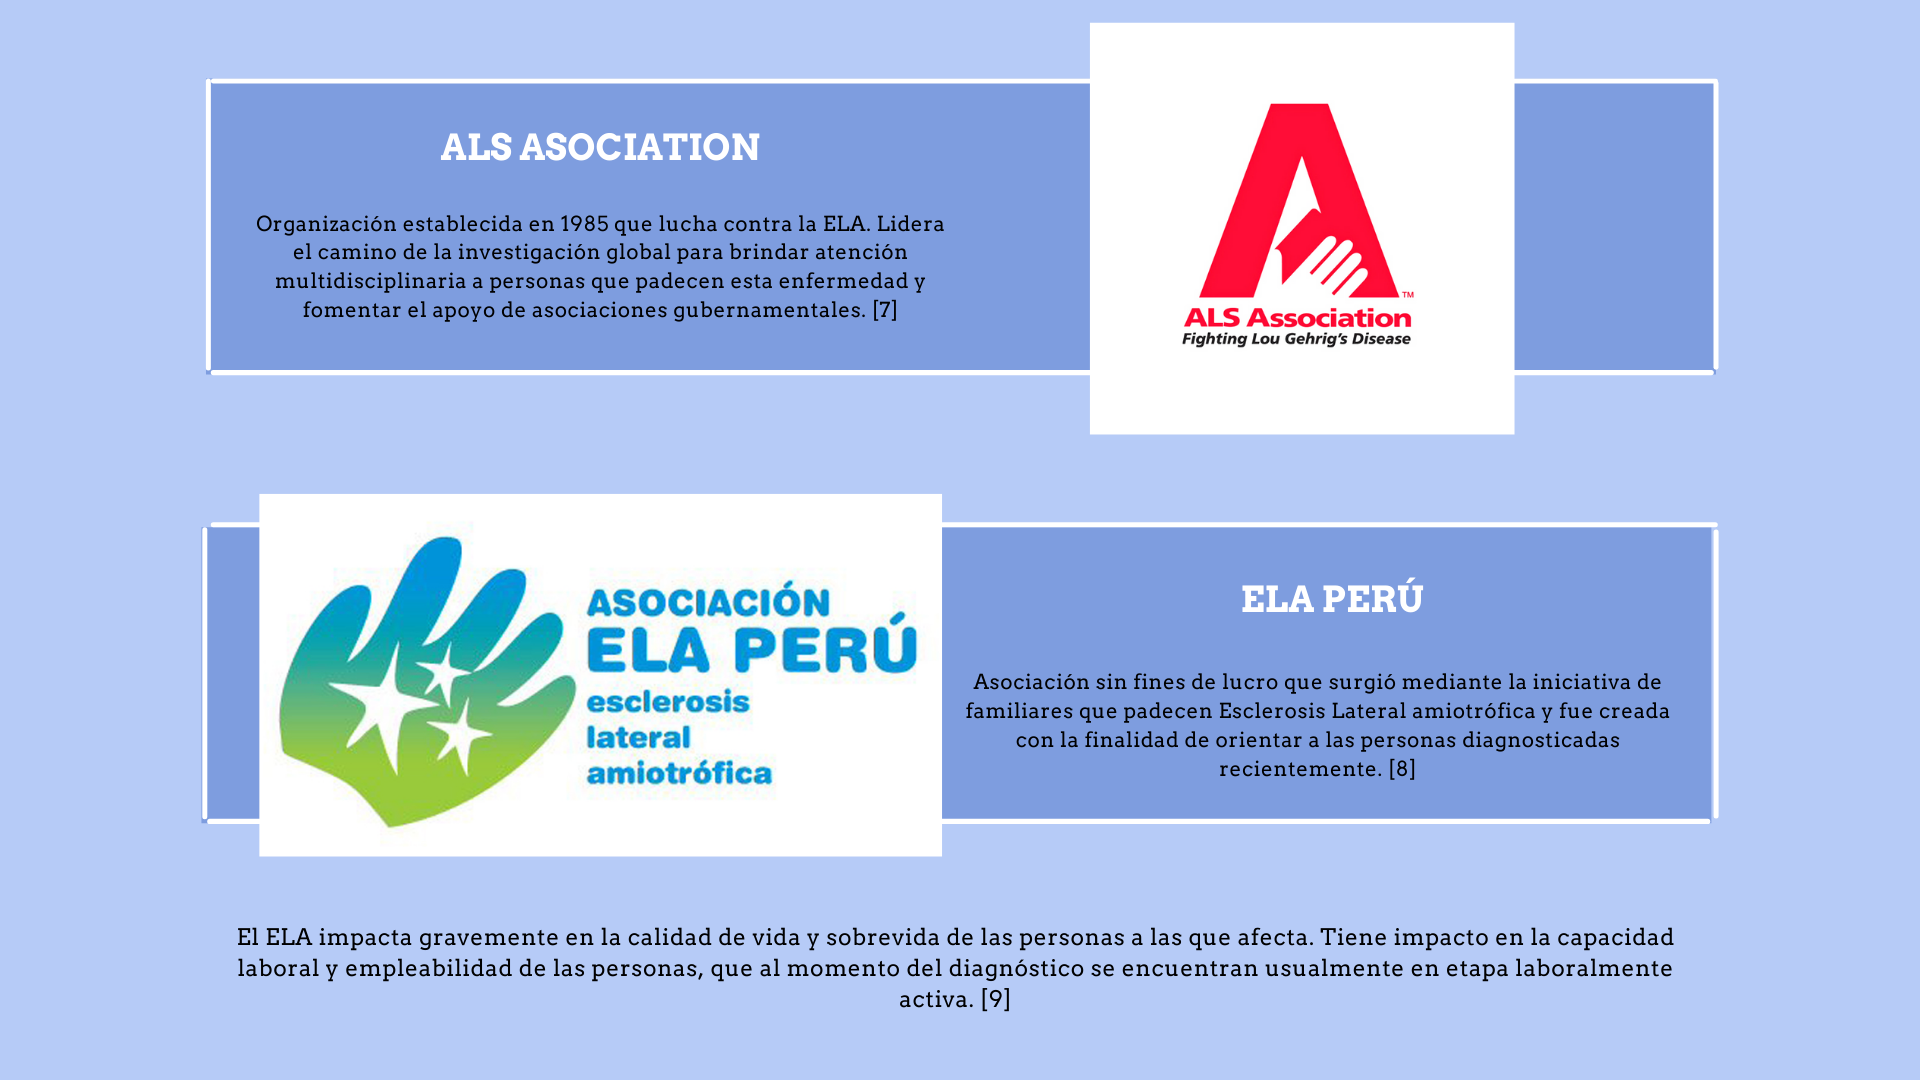 ALS ASOCIATION
Organización establecida en 1985 que lucha contra la ELA. Lidera
el camino de la investigación global para brindar atención
multidisciplinaria a personas que padecen esta enfermedad y
fomentar el apoyo de asociaciones gubernamentales. [7]
TM
ALS Association
Fighting Lou Gehrig's Disease
ASOCIACIÓN
ELA PERÚ
esclerosis
lateral
amiotrófica
ELA PERÚ
Asociación sin fines de lucro que surgió mediante la iniciativa de
familiares que padecen Esclerosis Lateral amiotrófica y fue creada
con la finalidad de orientar a las personas diagnosticadas
recientemente. [8]
El ELA impacta gravemente en la calidad de vida y sobrevida de las personas a las que afecta. Tiene impacto en la capacidad
laboral y empleabilidad de las personas, que al momento del diagnóstico se encuentran usualmente en etapa laboralmente
activa. [9]